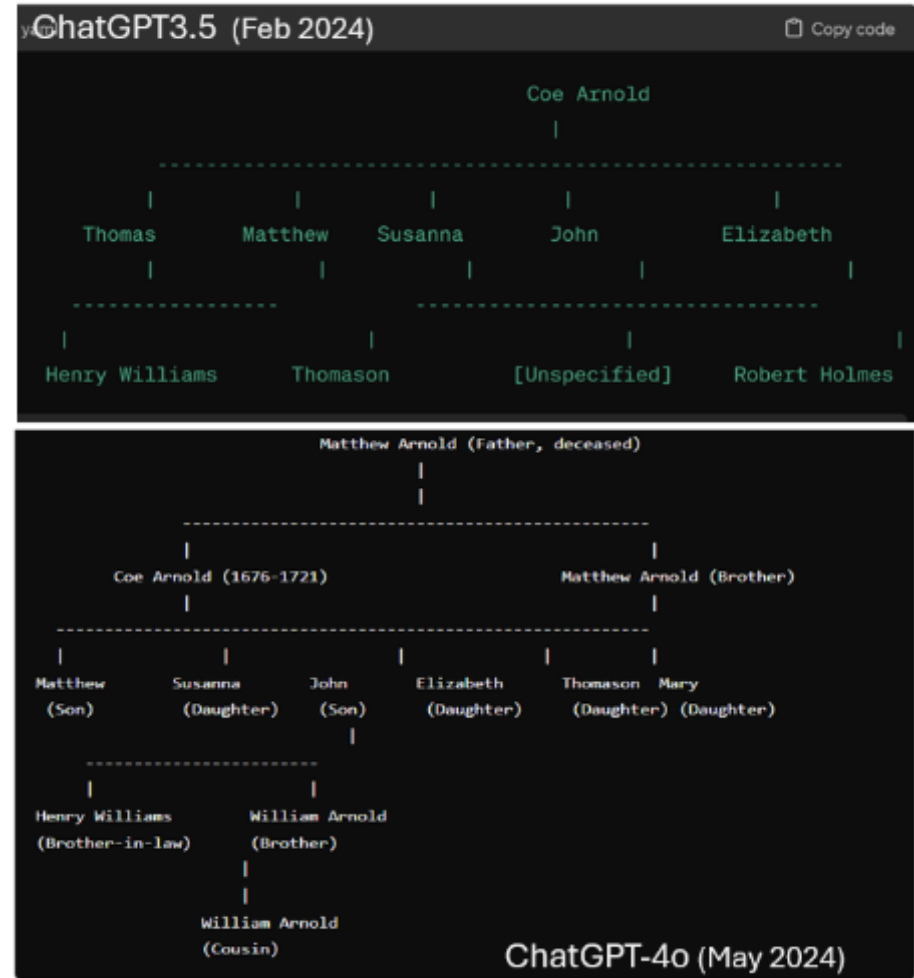 yaml ChatGPT3.5 (Feb 2024) Copy code
Coe Arnold
Thomas Matthew Susanna John Elizabeth
Henry Williams Thomason [Unspecified] Robert Holmes
Matthew Arnold (Father, deceased)
Coe Arnold (1676-1721) Matthew Arnold (Brother)
Matthew Susanna John Elizabeth Thomason Mary
(Son) (Daughter) (Son) (Daughter) (Daughter) (Daughter)
Henry Williams William Arnold
(Brother-in-law) (Brother)
William Arnold
(Cousin)
ChatGPT-4o (May 2024)